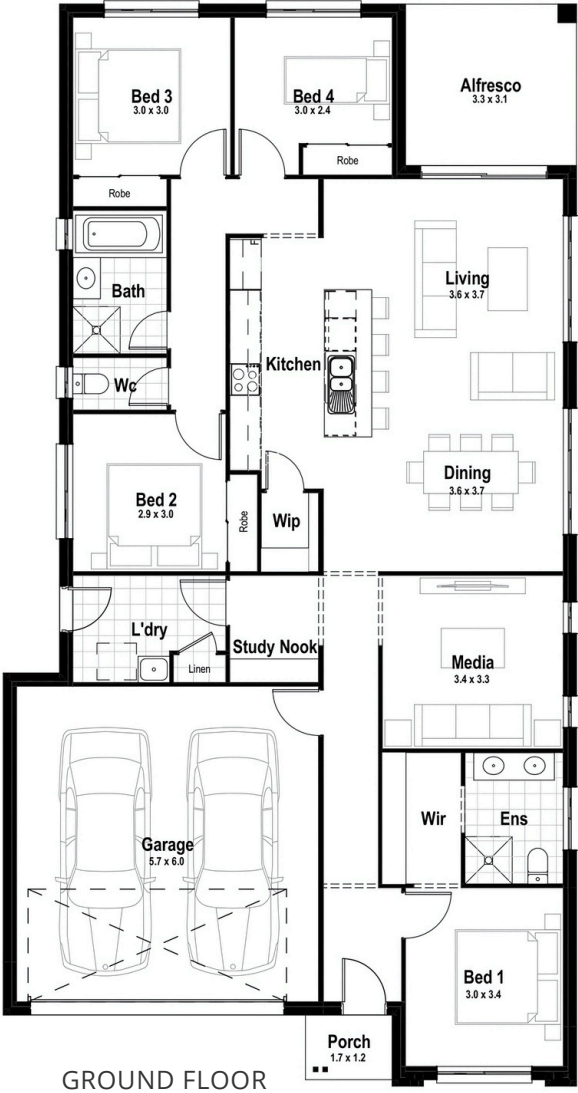 Bed 3
3.0 x 3.0
Bed 4
3.0 x 2.4
Alfresco
3.3 x 3.1
Robe
Robe
F
Bath
Living
3.6 x 3.7
Kitchen
Wc
Bed 2
2.9 x 3.0
Robe
Wip
Dining
3.6 x 3.7
L'dry
Linen
Study Nook
Media
3.4 x 3.3
Garage
5.7 x 6.0
Wir
Ens
Bed 1
3.0 x 3.4
Porch
1.7 x 1.2
GROUND FLOOR